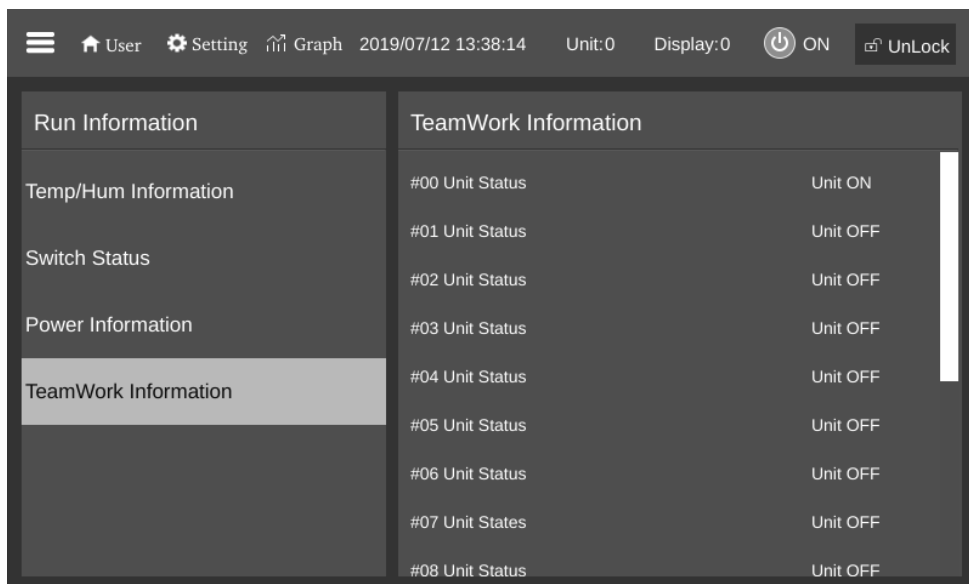 User Setting Graph 2019/07/12 13:38:14 Unit:0 Display:0 ON UnLock
Run Information
Temp/Hum Information
Switch Status
Power Information
TeamWork Information
TeamWork Information
#00 Unit Status Unit ON
#01 Unit Status Unit OFF
#02 Unit Status Unit OFF
#03 Unit Status Unit OFF
#04 Unit Status Unit OFF
#05 Unit Status Unit OFF
#06 Unit Status Unit OFF
#07 Unit States Unit OFF
#08 Unit Status Unit OFF